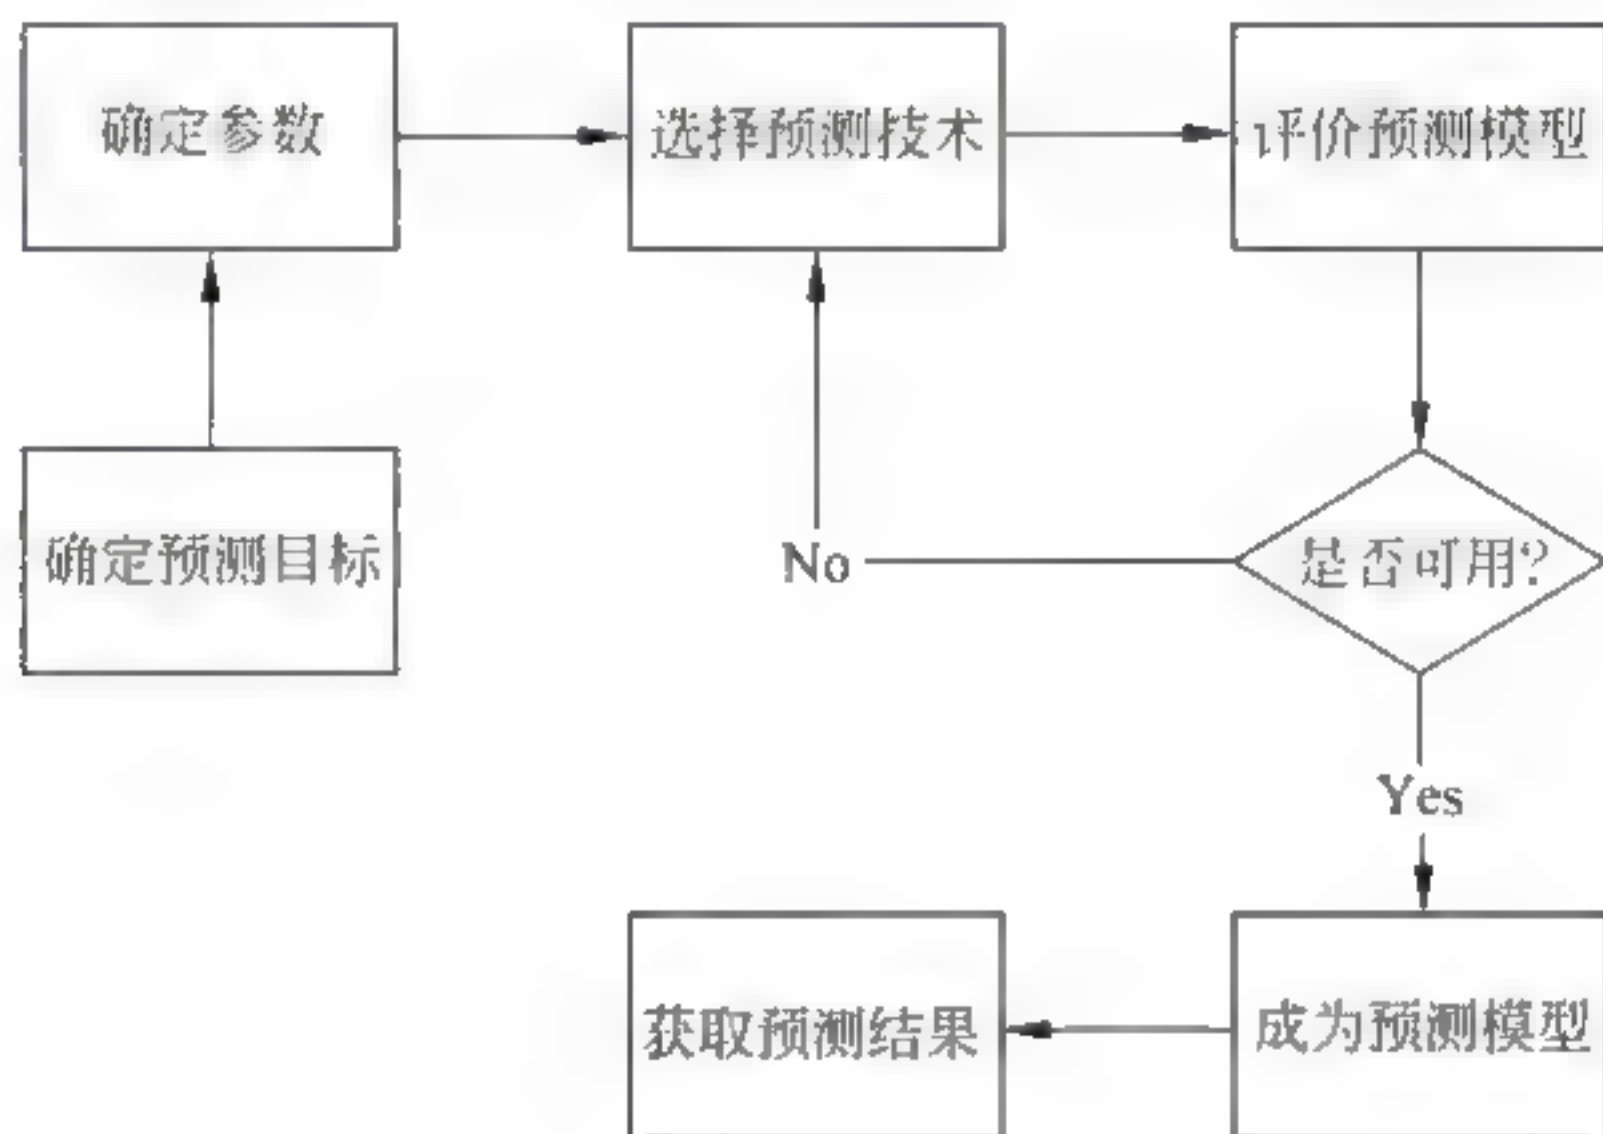 确定参数
选择预测技术
评价预测模型
确定预测目标
No
是否可用?
Yes
获取预测结果
成为预测模型